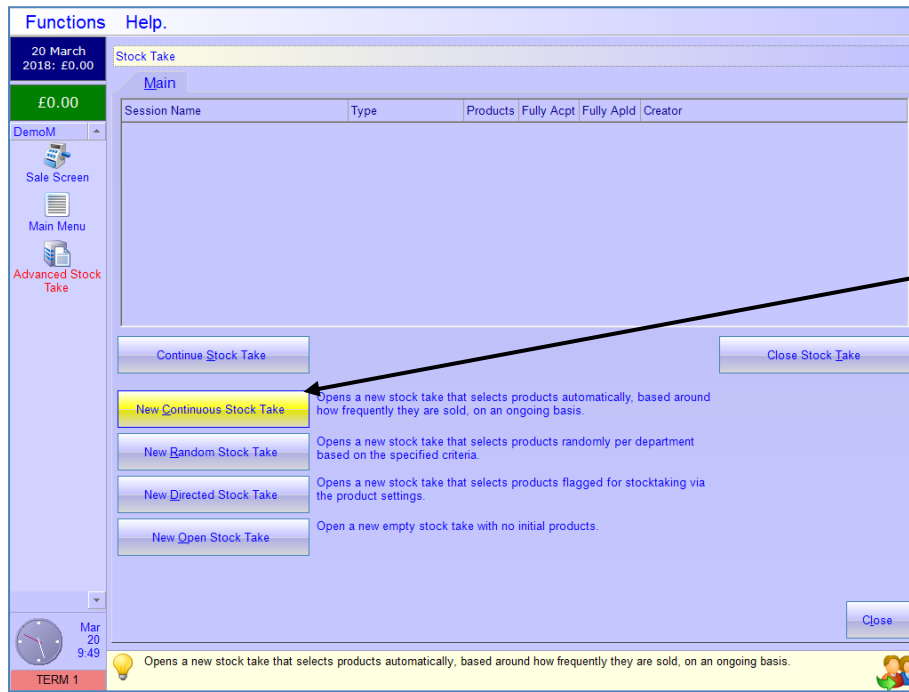 Functions Help.
20 March
2018: £0.00
£0.00
DemoM
Sale Screen
Main Menu
Advanced Stock
Take
Stock Take
Main
Session Name Type Products Fully Acpt Fully Apld Creator
Continue Stock Take
Close Stock Take
New Continuous Stock Take
Opens a new stock take that selects products automatically, based around
how frequently they are sold, on an ongoing basis.
New Random Stock Take
Opens a new stock take that selects products randomly per department
based on the specified criteria.
New Directed Stock Take
Opens a new stock take that selects products flagged for stocktaking via
the product settings.
New Open Stock Take
Open a new empty stock take with no initial products.
Close
Mar
20
9:49
TERM 1
Opens a new stock take that selects products automatically, based around how frequently they are sold, on an ongoing basis.